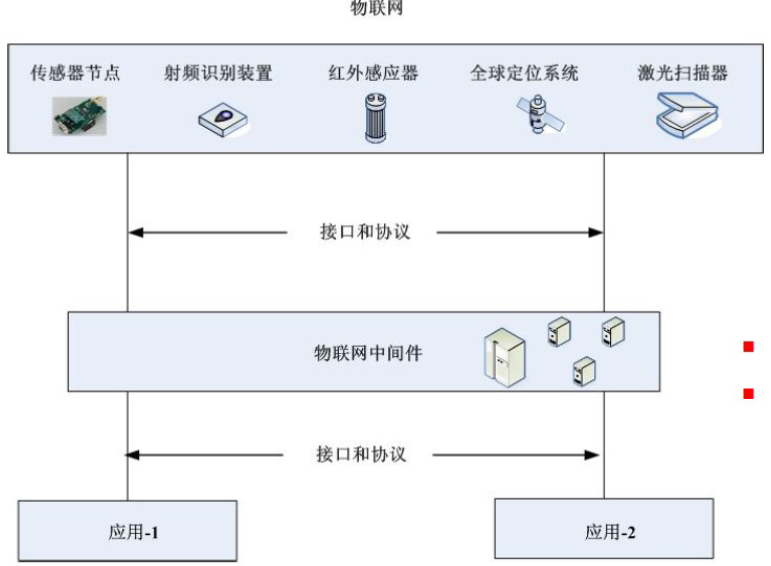 物联网
传感器节点 射频识别装置 红外感应器 全球定位系统 激光扫描器
接口和协议
物联网中间件
接口和协议
应用-1 应用-2